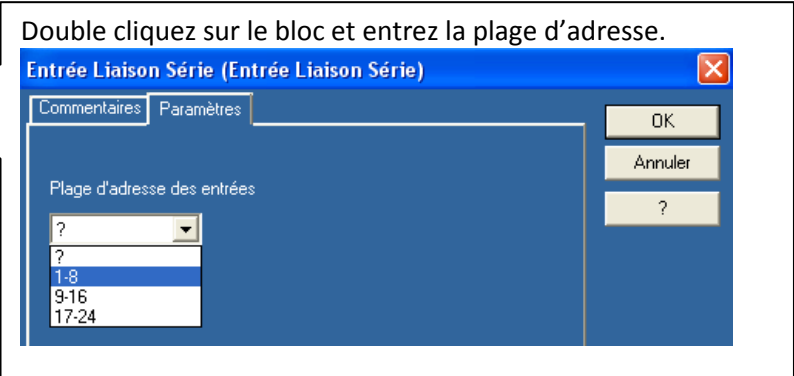 Double cliquez sur le bloc et entrez la plage d’adresse.
Entrée Liaison Série (Entrée Liaison Série)
Commentaires Paramètres
OK
Annuler
Plage d'adresse des entrées
?
?
?
1-8
9-16
17-24